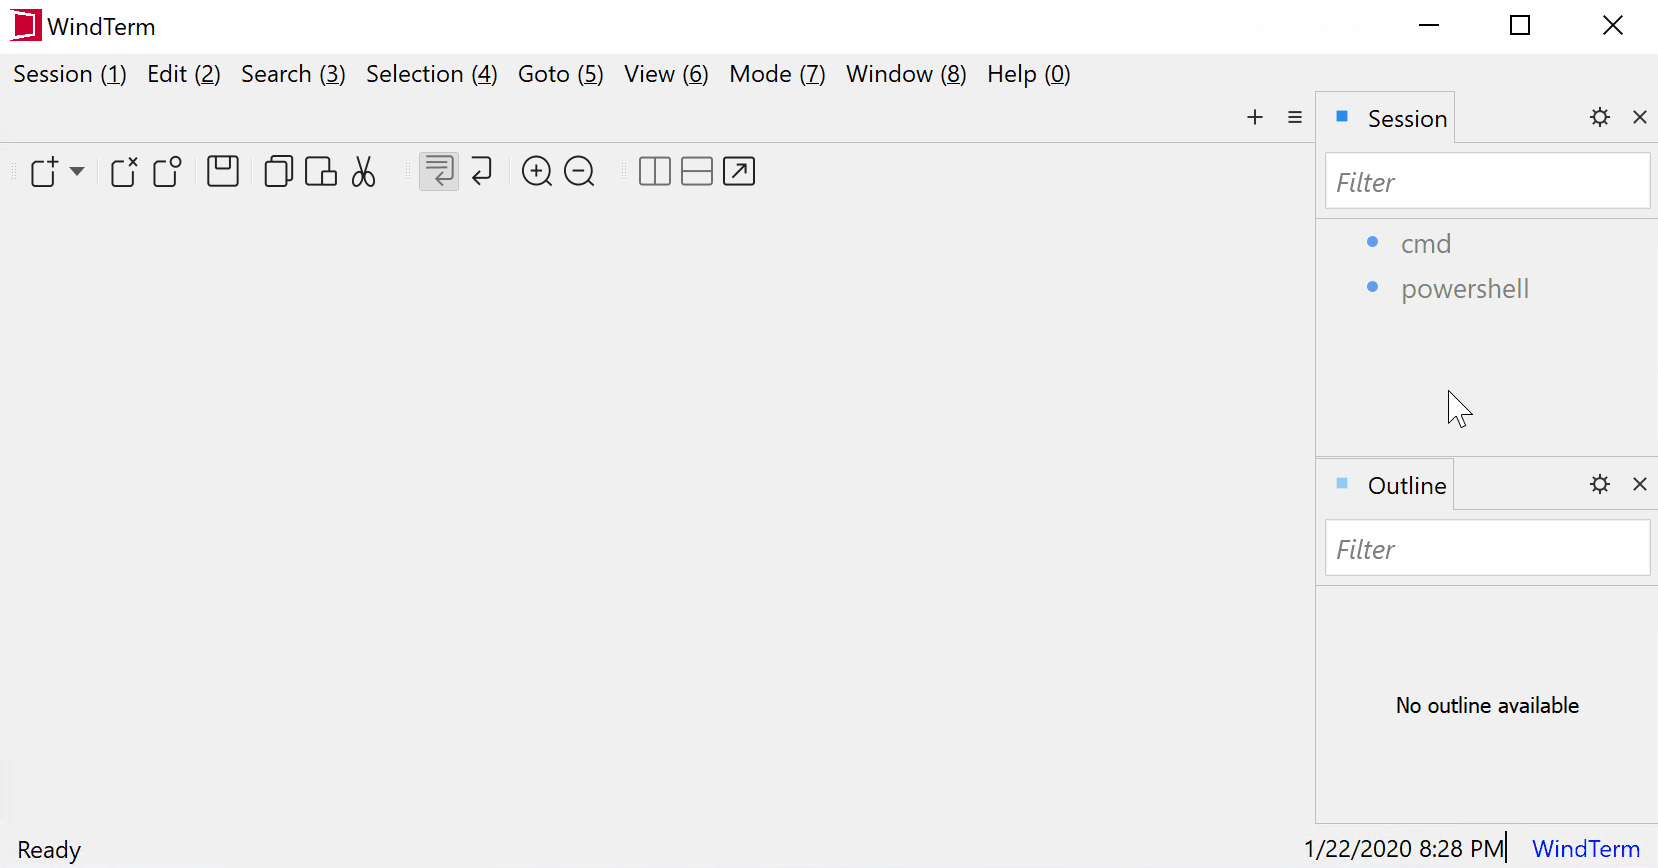 WindTerm
Session (1) Edit (2) Search (3) Selection (4) Goto (5) View (6) Mode (7) Window (8) Help (0)
Session
Filter
cmd
powershell
Outline
Filter
No outline available
Ready 1/22/2020 8:28 PM WindTerm